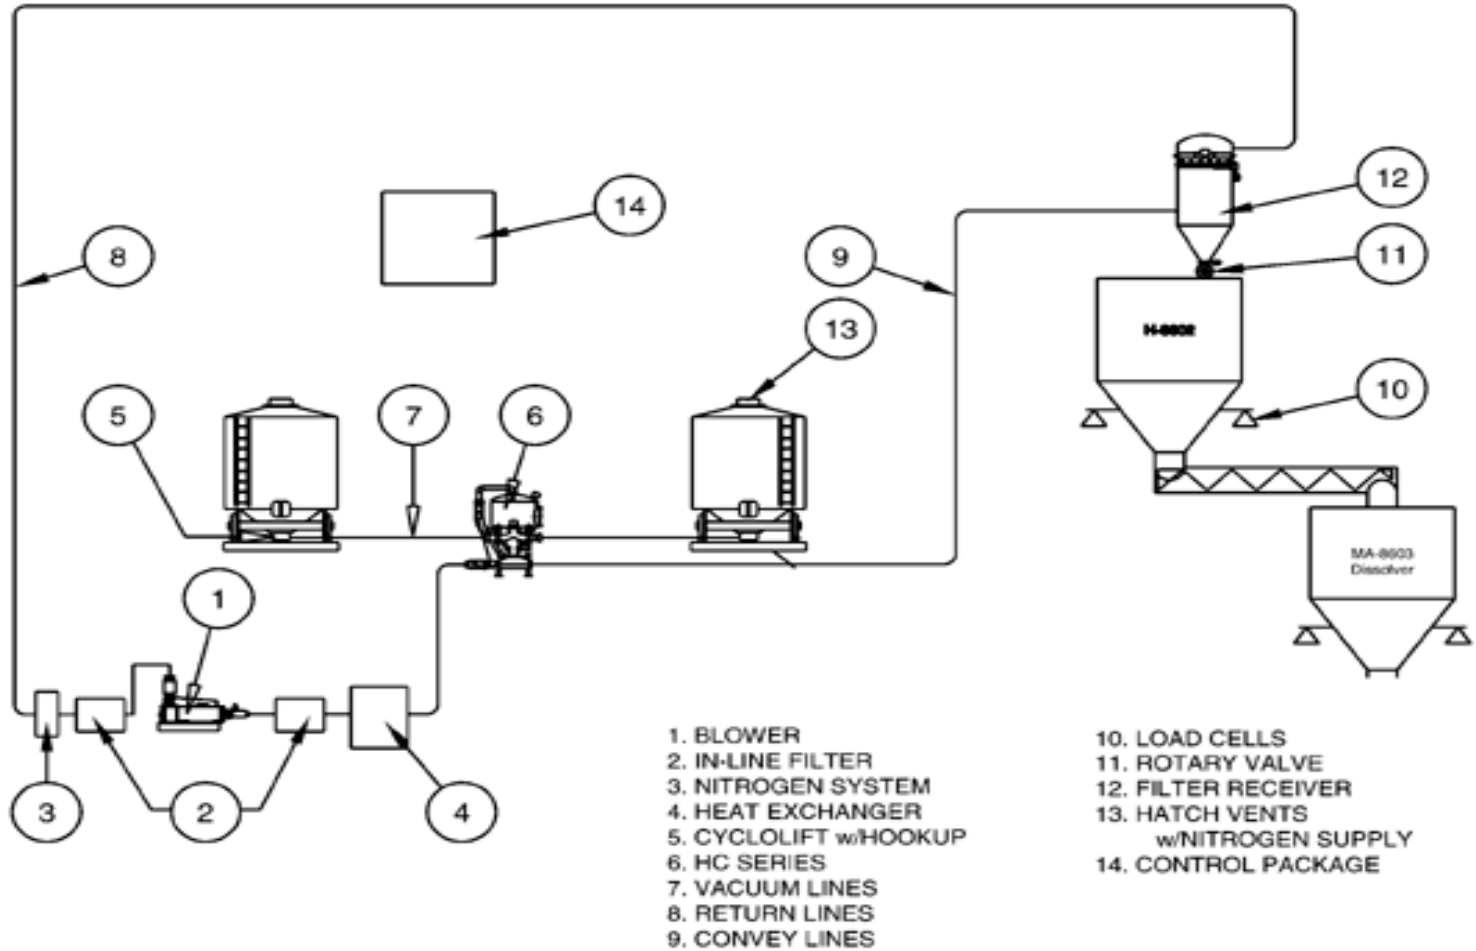 12
14
8
9
11
13
H-8602
10
5
7
6
MA-8603
Dissolver
1
3
2
4
1. BLOWER
2. IN-LINE FILTER
3. NITROGEN SYSTEM
4. HEAT EXCHANGER
5. CYCLOLIFT w/HOOKUP
6. HC SERIES
7. VACUUM LINES
8. RETURN LINES
9. CONVEY LINES
10. LOAD CELLS
11. ROTARY VALVE
12. FILTER RECEIVER
13. HATCH VENTS
w/NITROGEN SUPPLY
14. CONTROL PACKAGE